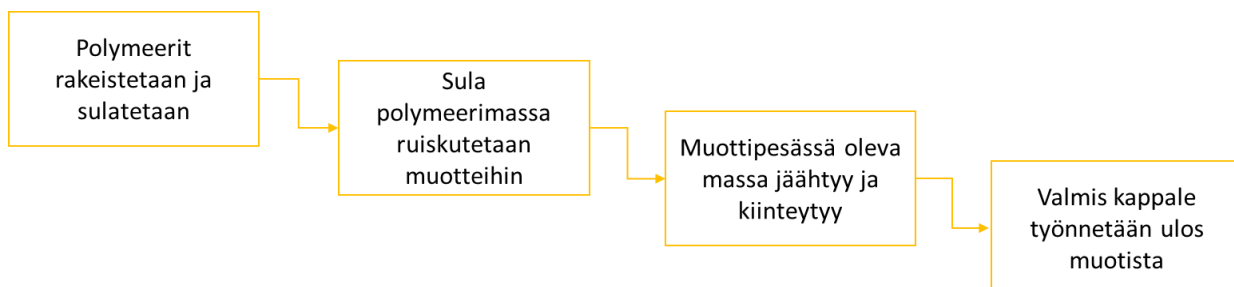 Polymeerit
rakeistetaan ja
sulatetaan
Sula
polymeerimassa
ruiskutetaan
muotteihin
Muottipesässä oleva
massa jäähtyy ja
kiinteytyy
Valmis kappale
työnnetään ulos
muotista